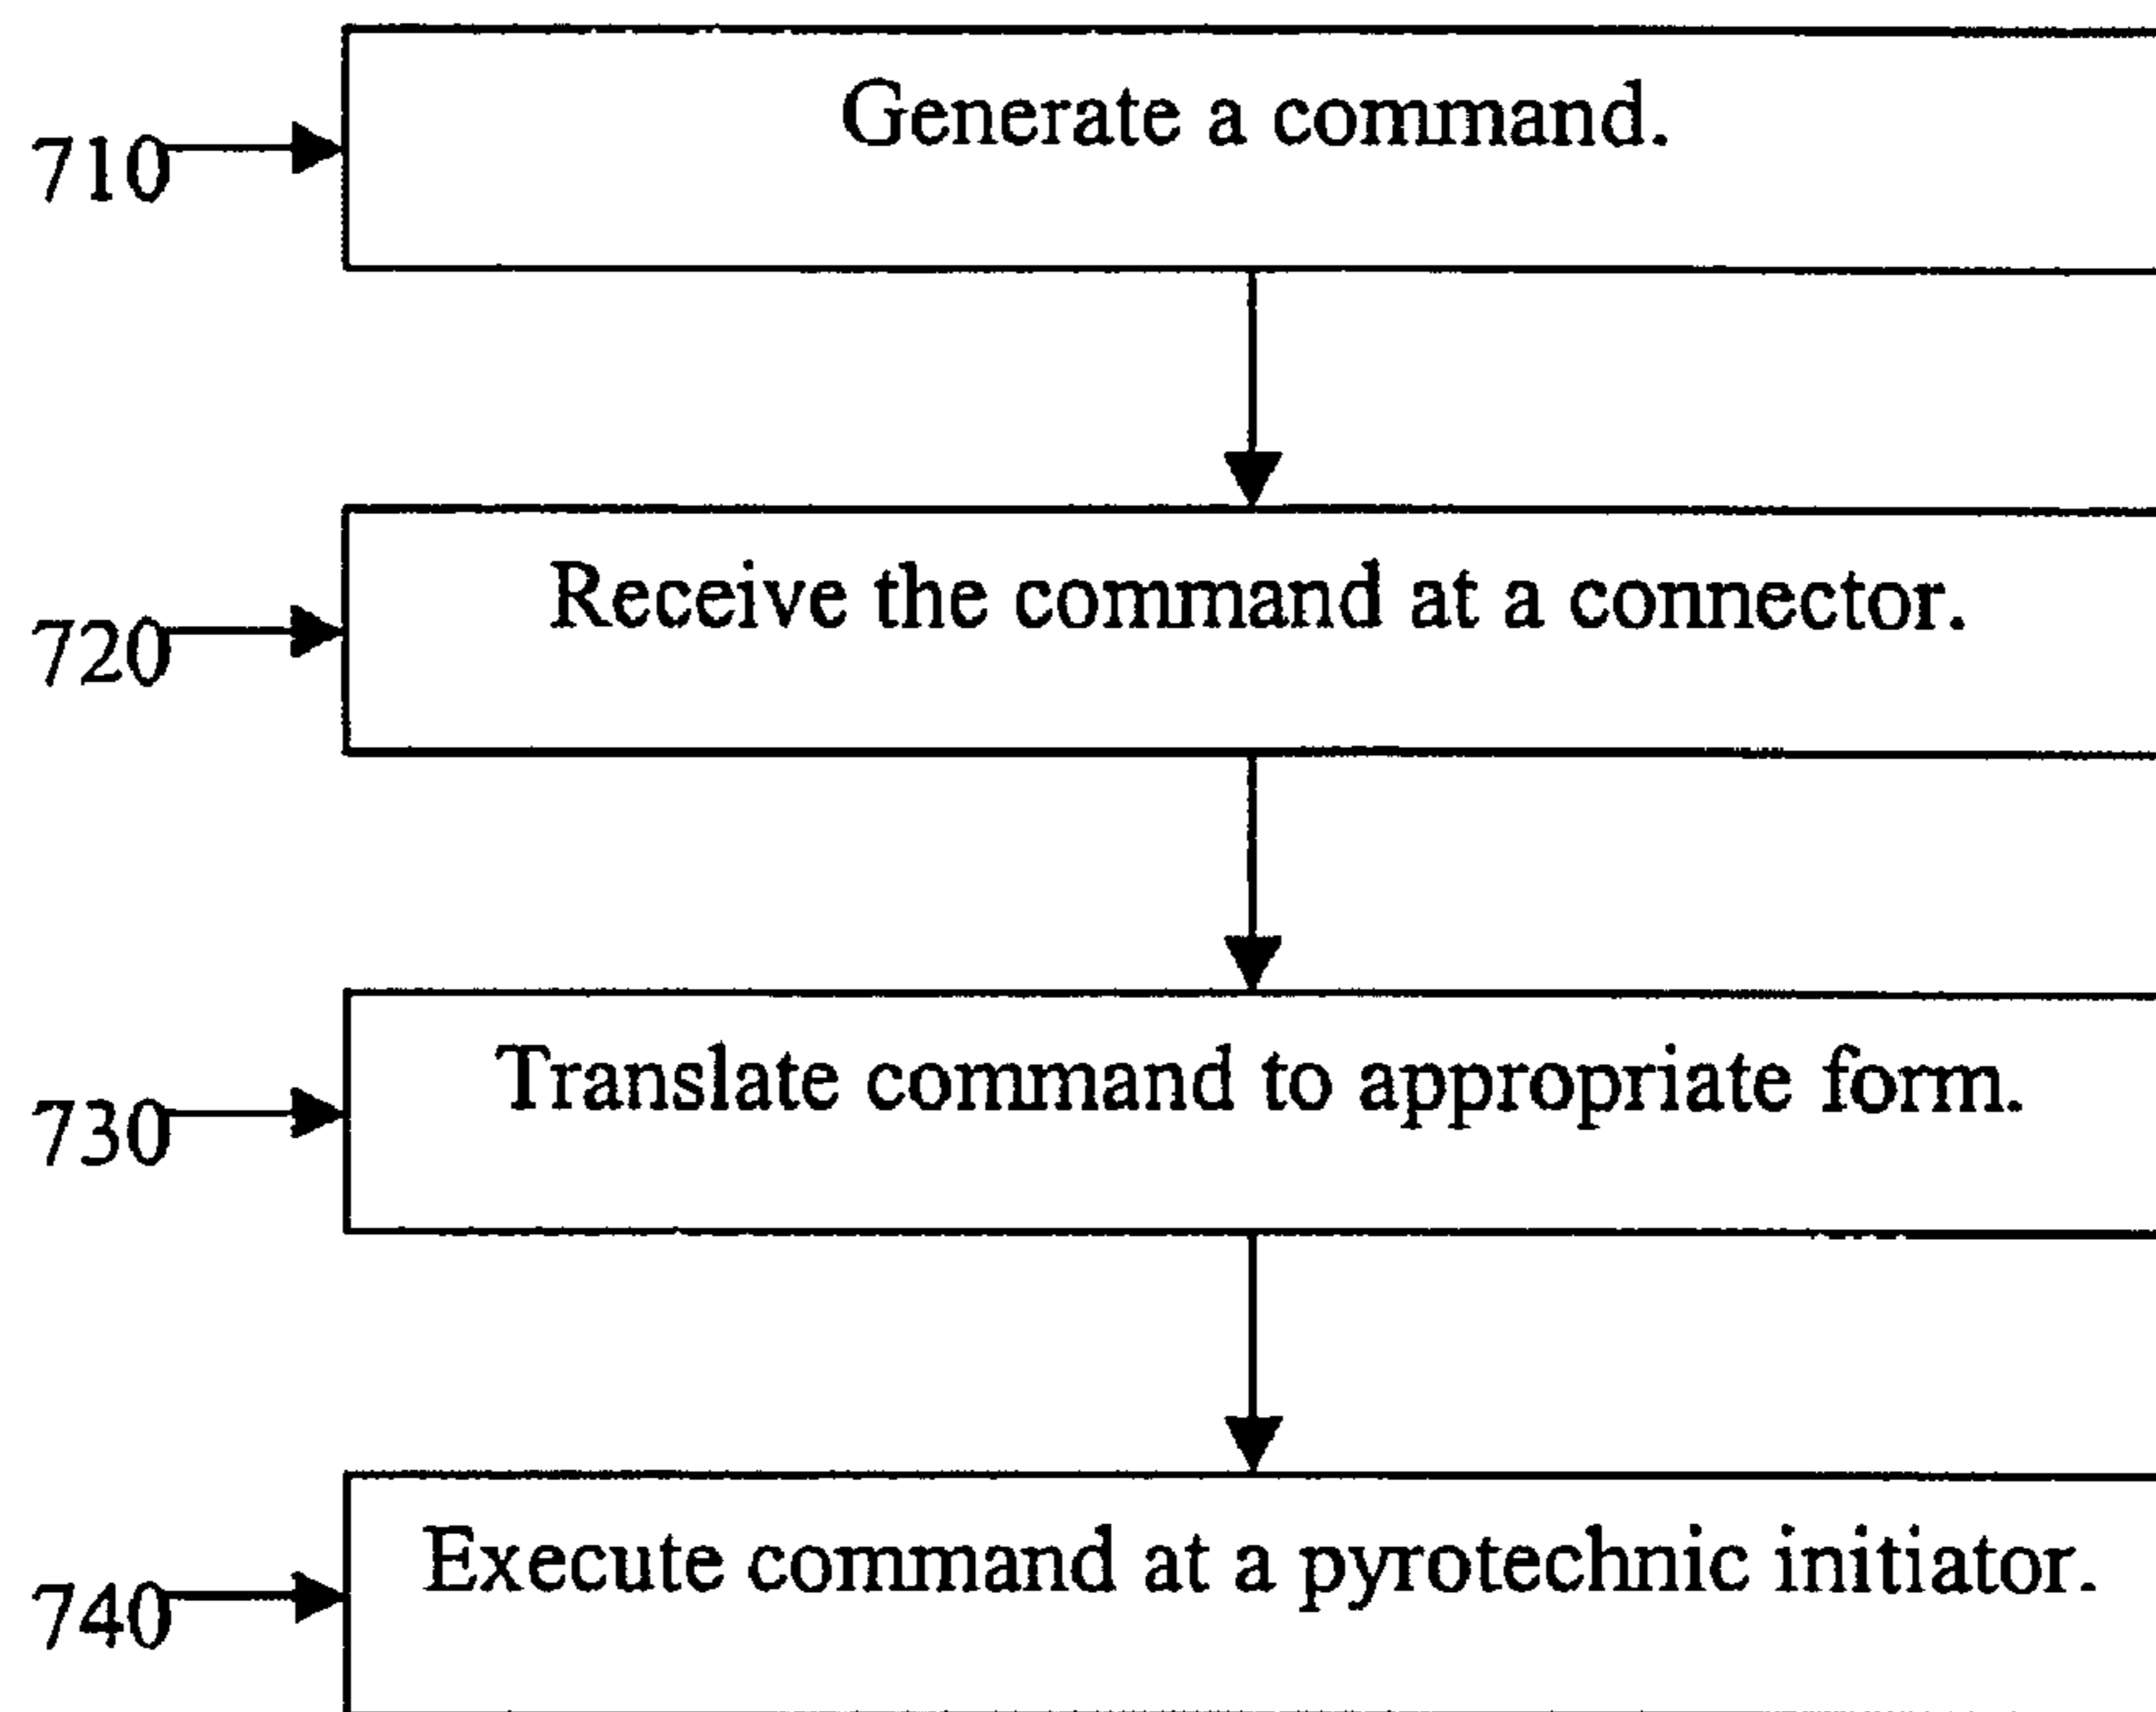 710
Generate a command.
720
Receive the command at a connector.
730
Translate command to appropriate form.
740
Execute command at a pyrotechnic initiator.